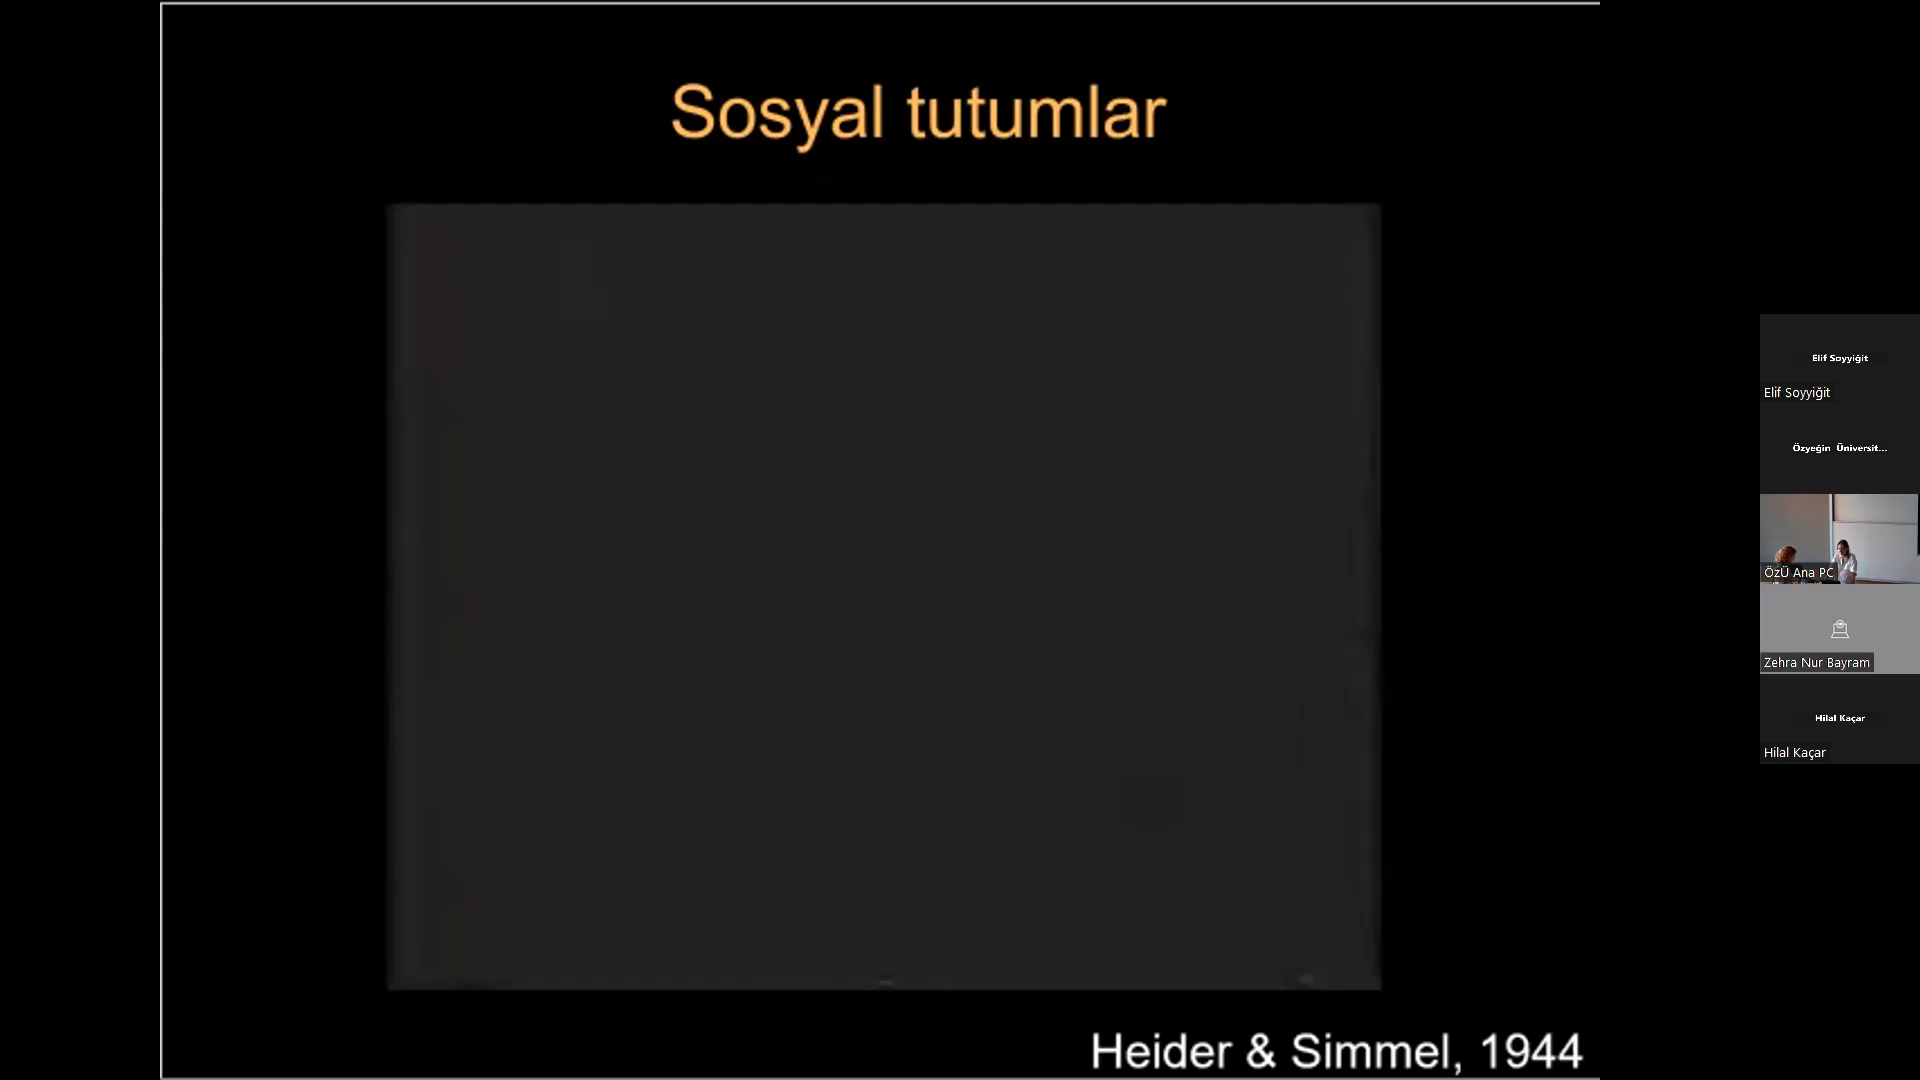 Sosyal tutumlar
Heider & Simmel, 1944
Elif Soyyiğit
Elif Soyyiğit
Özyeğin Üniversit...
ÖzÜ Ana PC
Zehra Nur Bayram
Hilal Kaçar
Hilal Kaçar